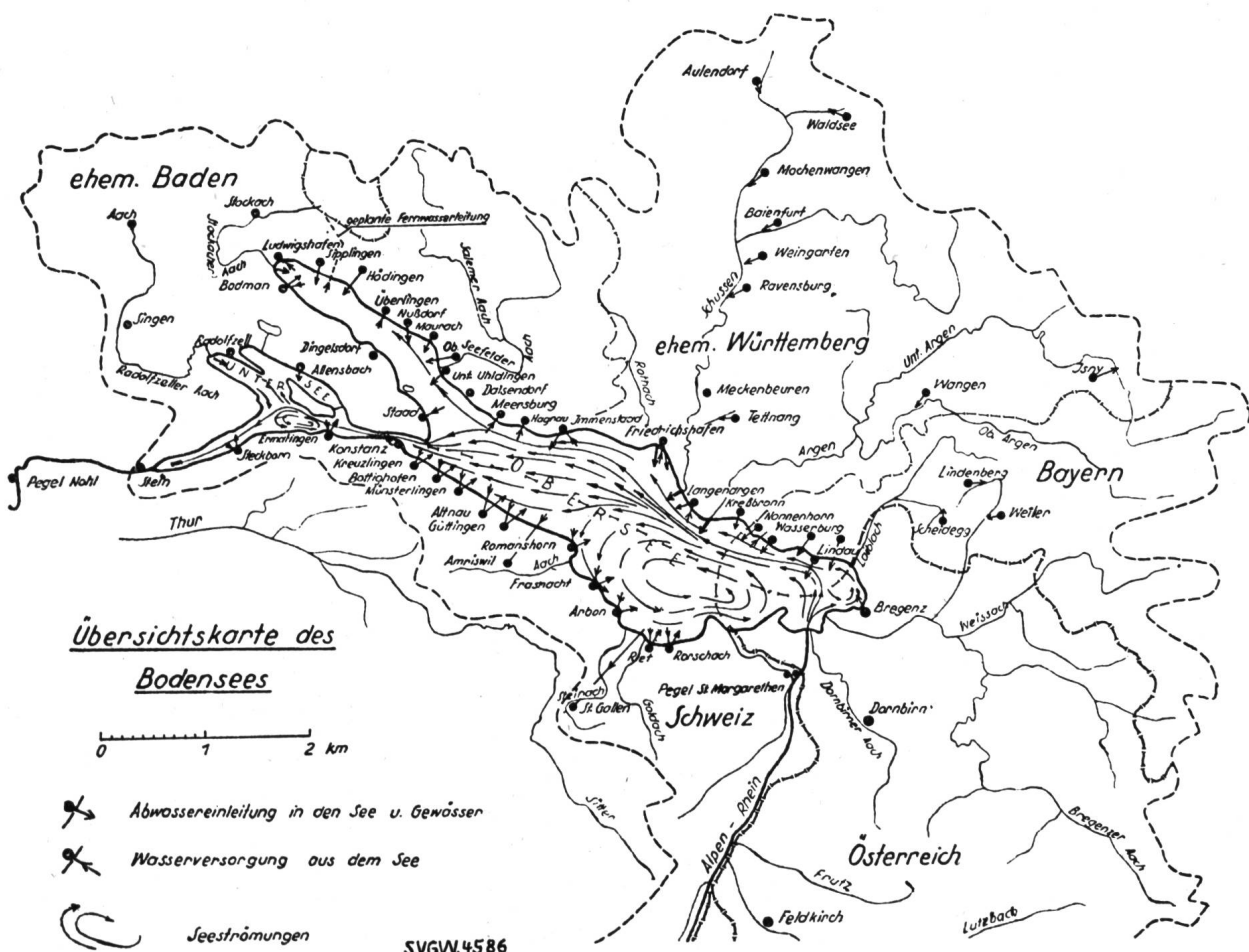 Aulendorf
Waldsee
ehem. Baden
Mochenwangen
Aach
Stockach
geplante Fernwasserleitung
Baienfurt
Stockacher
Aach
Ludwigshafen
Sipplingen
Salemer Aach
Weingarten
Bodman
Hödingen
Schussen
Ravensburg
Überlingen
Nußdorf
Maurach
Singen
Radolfzell
Dingelsdorf
Ob.
Seefelder
Aach
ehem. Württemberg
Unt. Argen
Isny
Radolfzeller Aach
UNTERSEE
Allensbach
Unt. Uhldingen
Rotnach
Meckenbeuren
Wangen
Meersburg
Staad
Hagnau
Immenstaad
Tettnang
Friedrichshafen
Argen
Ob. Argen
Ermatingen
Steckborn
Konstanz
Kreuzlingen
Bottighofen
Münsterlingen
OBERSEE
Lindenberg
Bayern
Pegel Nohl
Stein
Langenargen
Kreßbronn
Nonnenhorn
Wasserburg
Lindau
Laiblach
Scheidegg
Weiler
Thur
Altnau
Güttingen
Romanshorn
Amriswil
Aach
Frasnacht
Arbon
Bregenz
Weissach
Übersichtskarte des
Bodensees
Riet
Rorschach
Pegel St. Margarethen
Steinach
St. Gallen
Goldach
Schweiz
Dornbirner Aach
Dornbirn
0 1 2 km
Sitter
Alpen-Rhein
Bregenzer Aach
Abwassereinleitung in den See u. Gewässer
Wasserversorgung aus dem See
Österreich
Frutz
Feldkirch
Lutzbach
Seeströmungen
SVGW.4586